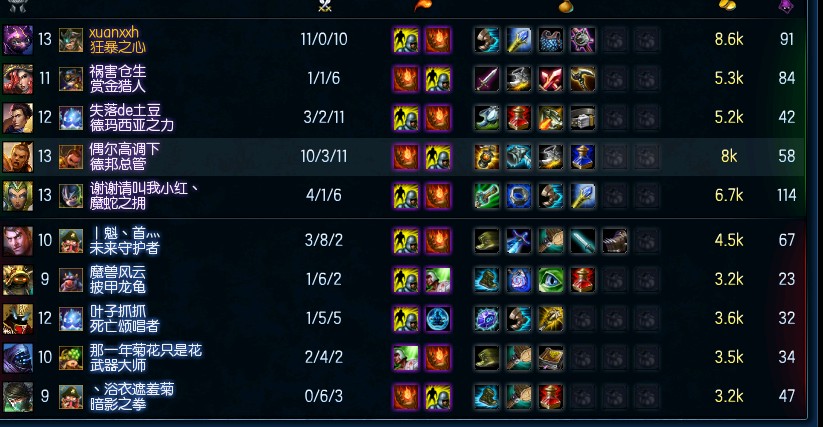 13 xuanxxh 11/0/10 8.6k 91
狂暴之心
11 祸害仓生 1/1/6 5.3k 84
赏金猎人
12 失落de土豆 3/2/11 5.2k 42
德玛西亚之力
13 偶尔高调下 10/3/11 8k 58
德邦总管
13 谢谢请叫我小红丶 4/1/6 6.7k 114
魔蛇之拥
10 丨魁丶首灬 3/8/2 4.5k 67
未来守护者
9 魔兽风云 1/6/2 3.2k 23
披甲龙龟
12 叶子抓抓 1/5/5 3.6k 32
死亡颂唱者
10 那一年菊花只是花 2/4/2 3.5k 34
武器大师
9 丶浴衣遮羞菊 0/6/3 3.2k 47
暗影之拳